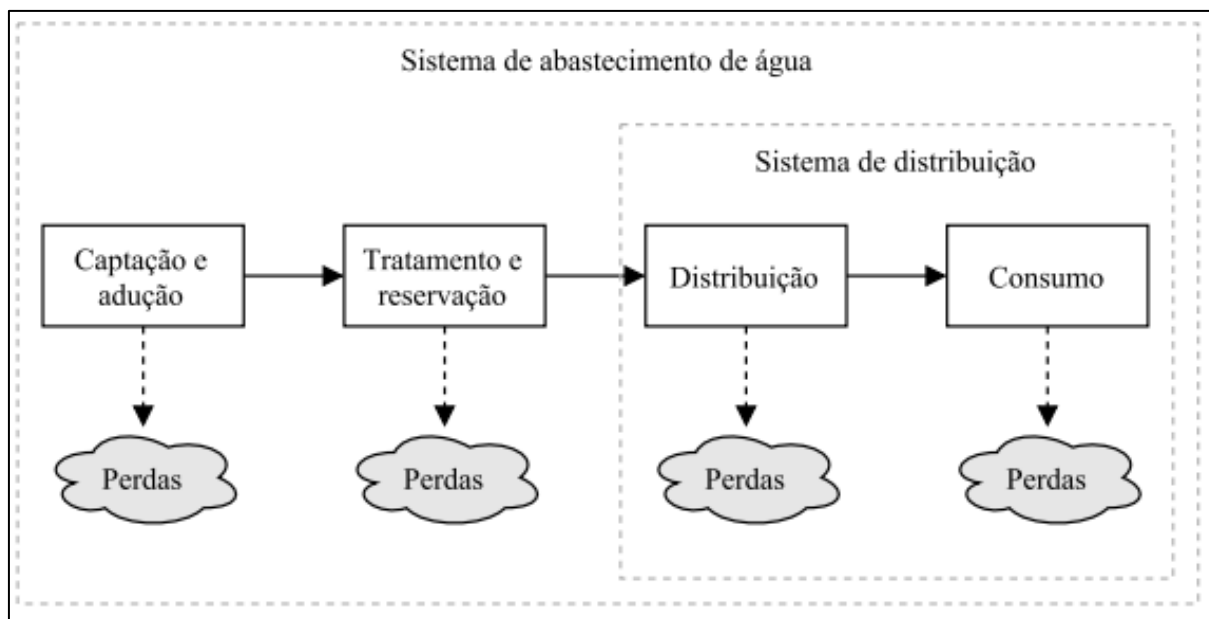 Sistema de abastecimento de água
Sistema de distribuição
Captação e
adução
Tratamento e
reservação
Distribuição
Consumo
Perdas
Perdas
Perdas
Perdas